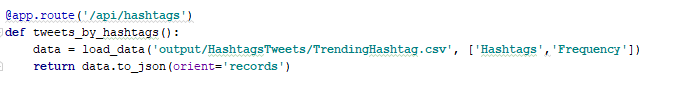 @app.route('/api/hashtags')
def tweets_by_hashtags():
    data = load_data('output/HashtagsTweets/TrendingHashtag.csv', ['Hashtags','Frequency'])
    return data.to_json(orient='records')